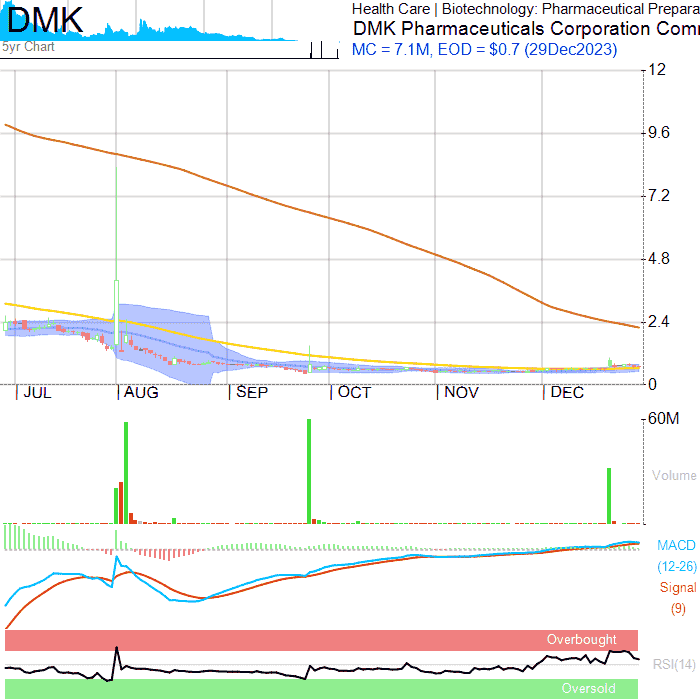 DMK
5yr Chart
Health Care | Biotechnology: Pharmaceutical Prepara
DMK Pharmaceuticals Corporation Comm
MC = 7.1M, EOD = $0.7 (29Dec2023)
12
9.6
7.2
4.8
2.4
0
JUL AUG SEP OCT NOV DEC
60M
Volume
MACD
(12-26)
Signal
(9)
Overbought
RSI(14)
Oversold